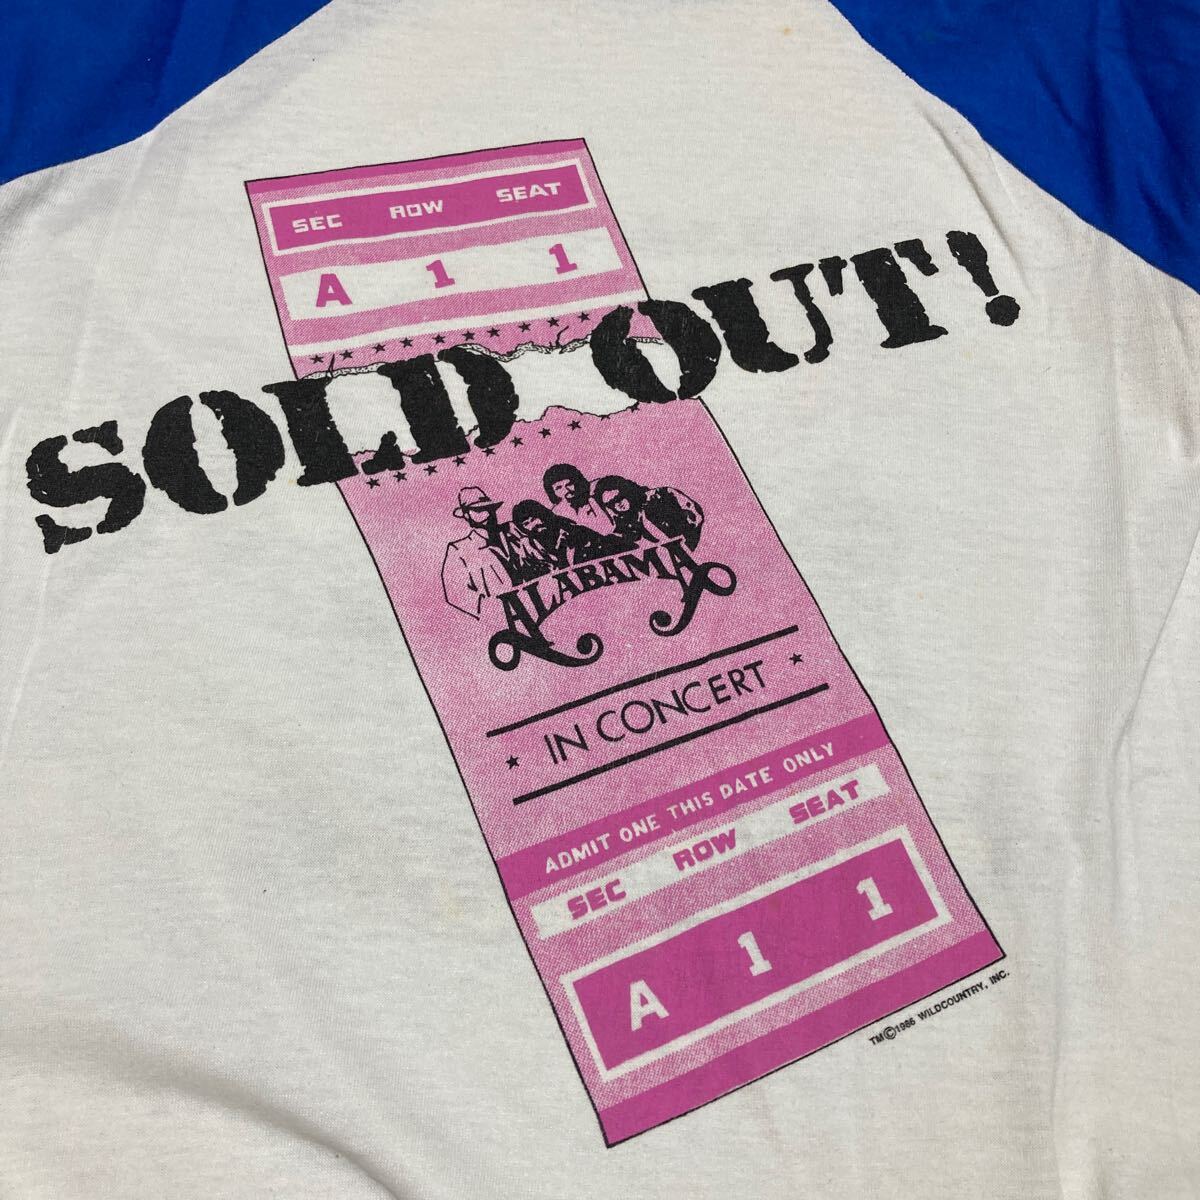 SEC ROW SEAT
A 1 1
SOLD OUT!
ALABAMA
IN CONCERT
ADMIT ONE THIS DATE ONLY
SEC ROW SEAT
A 1 1
TM©1986 WILDCOUNTRY, INC.